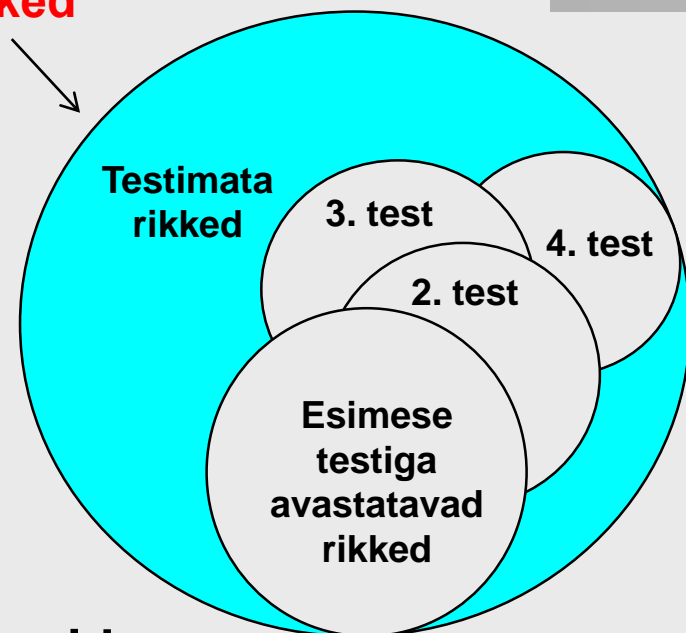 Testimata
rikked
3. test
4. test
2. test
Esimese
testiga
avastatavad
rikked